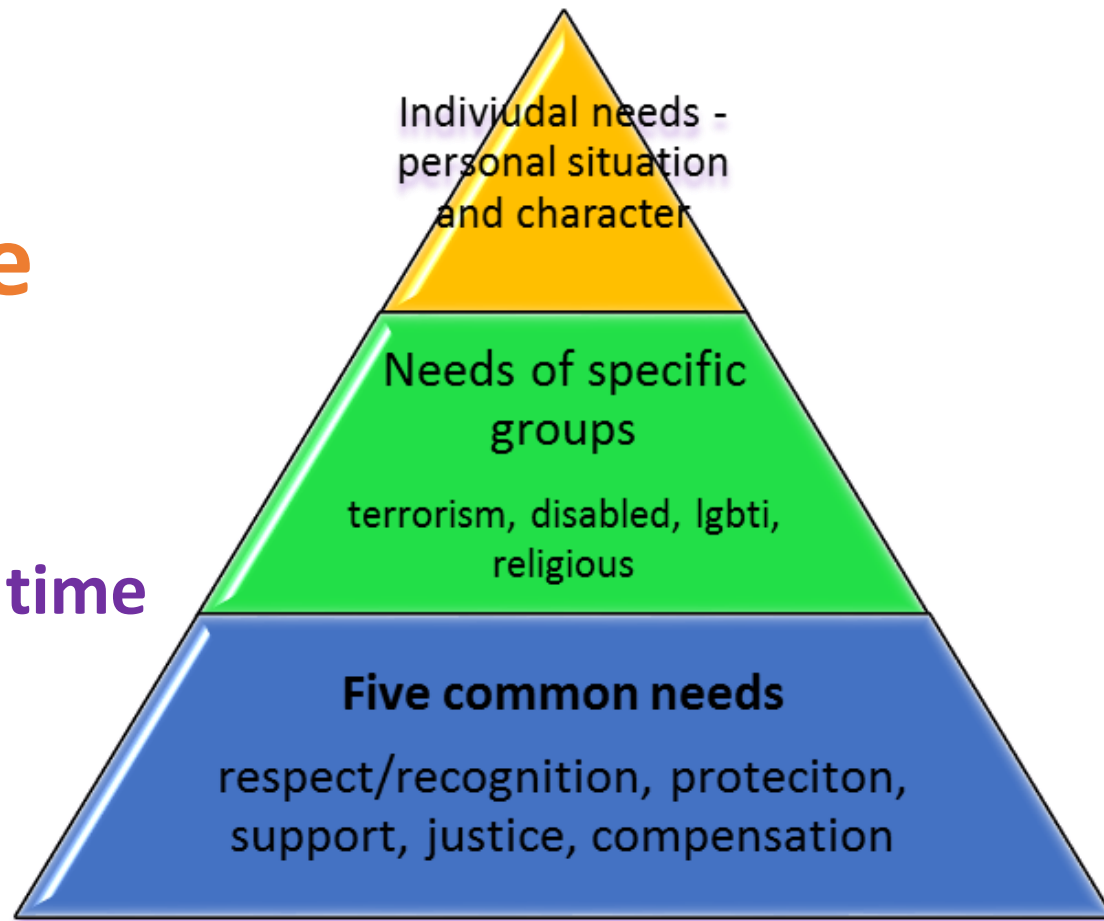 Indiviudal needs -
personal situation
and character
e
Needs of specific
groups
terrorism, disabled, lgbti,
religious
time
Five common needs
respect/recognition, proteciton,
support, justice, compensation